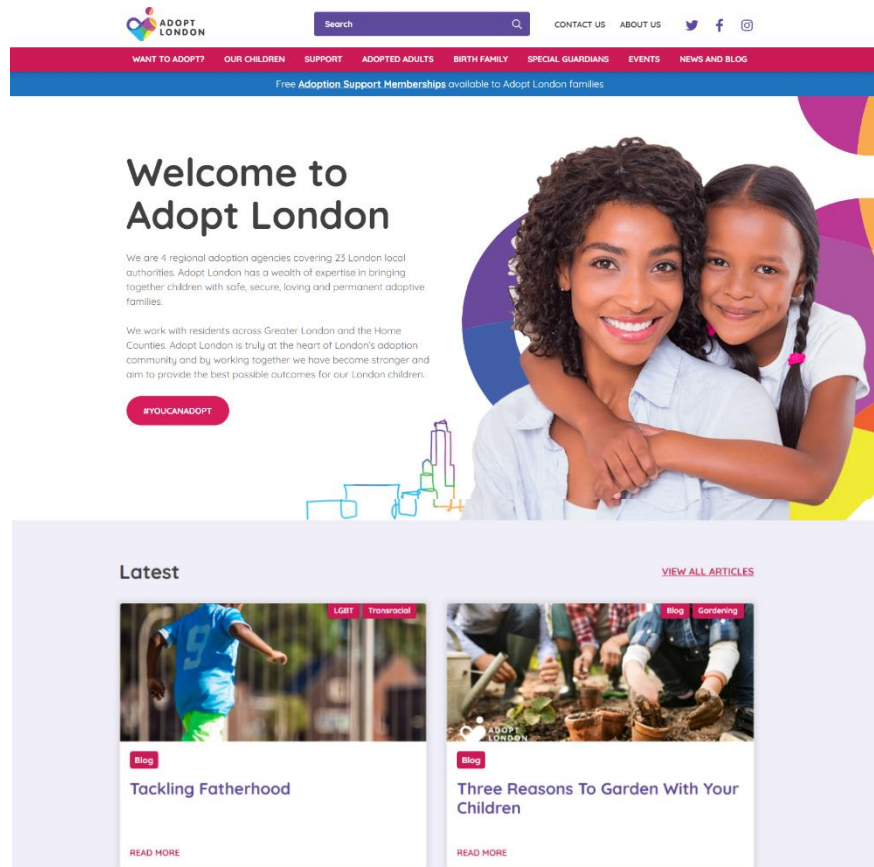 ADOPT
LONDON
Search
CONTACT US
ABOUT US
WANT TO ADOPT?
OUR CHILDREN
SUPPORT
ADOPTED ADULTS
BIRTH FAMILY
SPECIAL GUARDIANS
EVENTS
NEWS AND BLOG
Free Adoption Support Memberships available to Adopt London families
Welcome to
Adopt London
We are 4 regional adoption agencies covering 23 London local
authorities. Adopt London has a wealth of expertise in bringing
together children with safe, secure, loving and permanent adoptive
families.
We work with residents across Greater London and the Home
Counties. Adopt London is truly at the heart of London's adoption
community and by working together we have become stronger and
aim to provide the best possible outcomes for our London children.
#YOUCANADOPT
Latest
VIEW ALL ARTICLES
LGBT
Transracial
9
Blog
Tackling Fatherhood
READ MORE
Blog
Gardening
ADOPT
LONDON
Blog
Three Reasons To Garden With Your
Children
READ MORE